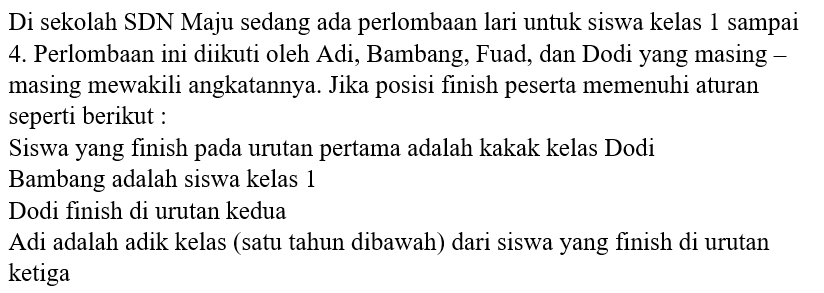 Di sekolah SDN Maju sedang ada perlombaan lari untuk siswa kelas 1 sampai
4. Perlombaan ini diikuti oleh Adi, Bambang, Fuad, dan Dodi yang masing –
masing mewakili angkatannya. Jika posisi finish peserta memenuhi aturan
seperti berikut :
Siswa yang finish pada urutan pertama adalah kakak kelas Dodi
Bambang adalah siswa kelas 1
Dodi finish di urutan kedua
Adi adalah adik kelas (satu tahun dibawah) dari siswa yang finish di urutan
ketiga